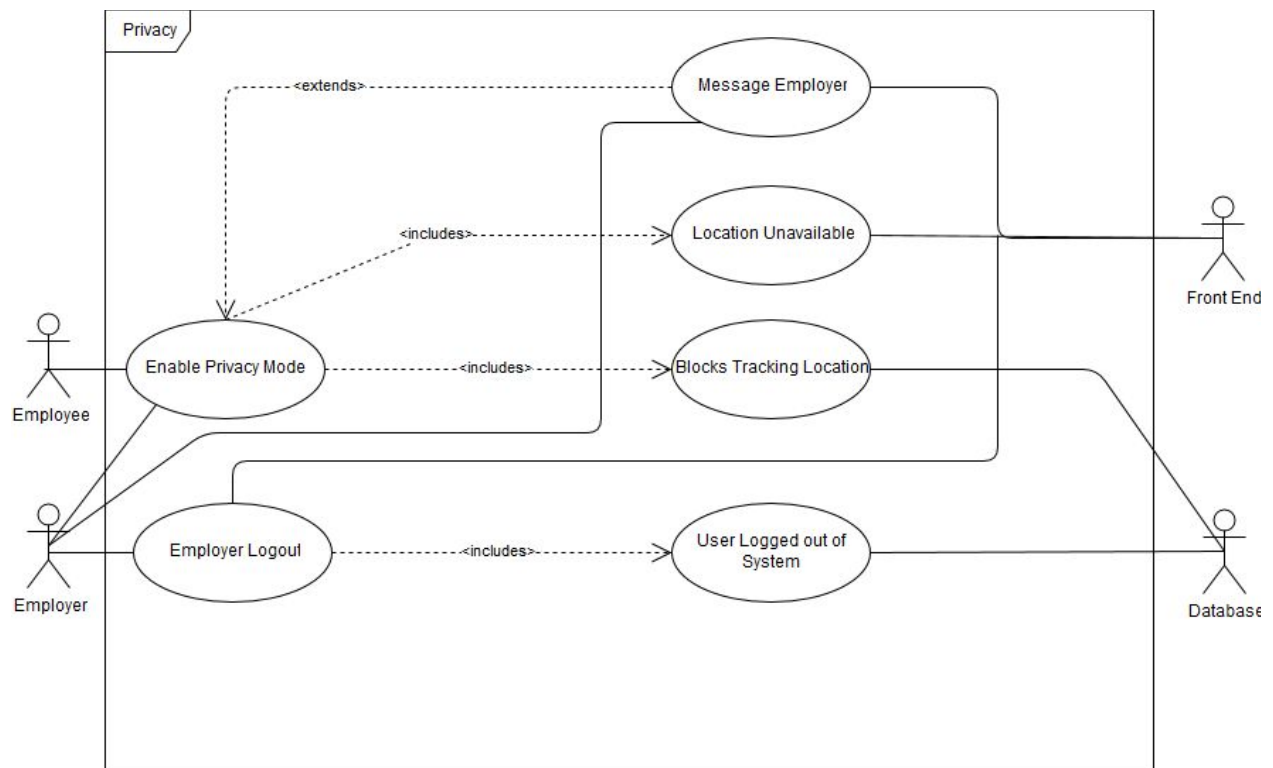 Privacy
Message Employer
<extends>
<includes>
Location Unavailable
Front End
Enable Privacy Mode
<includes>
Blocks Tracking Location
Employee
Employer Logout
<includes>
User Logged out of
System
Employer
Database